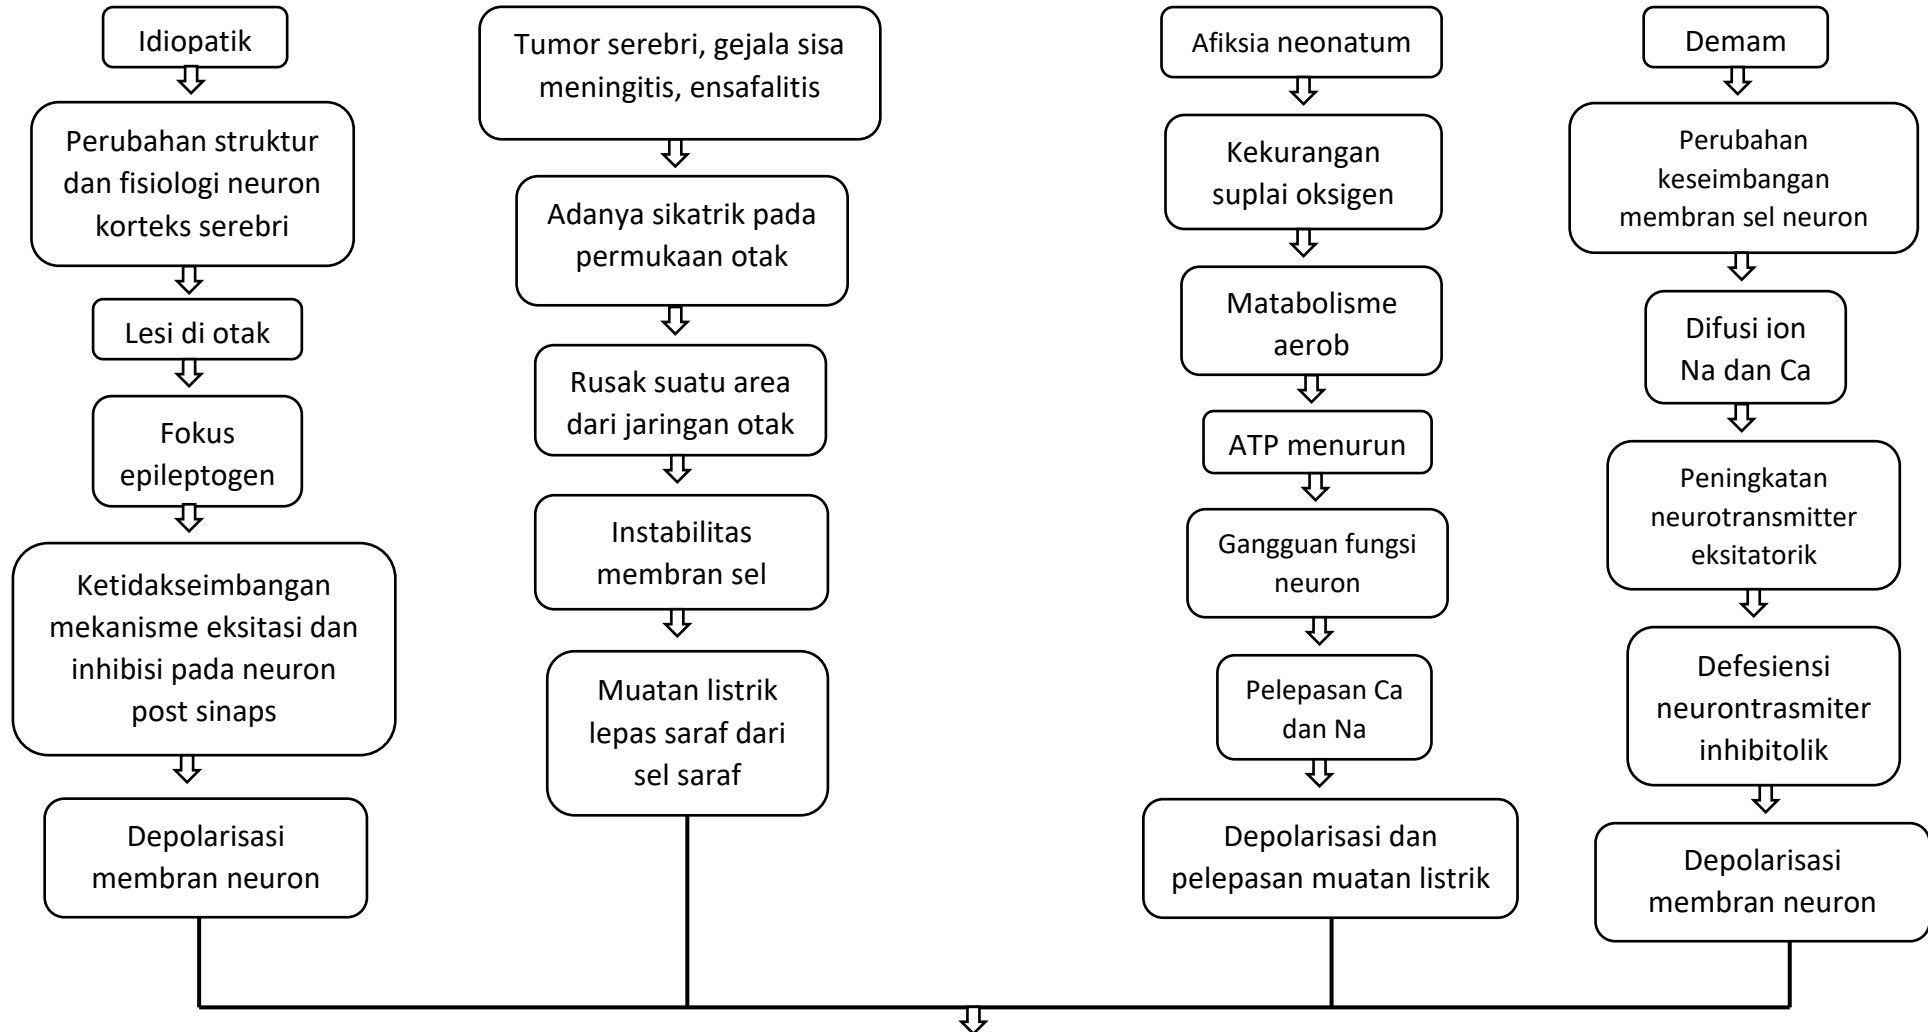 Idiopatik
Perubahan struktur
dan fisiologi neuron
korteks serebri
Lesi di otak
Fokus
epileptogen
Ketidakseimbangan
mekanisme eksitasi dan
inhibisi pada neuron
post sinaps
Depolarisasi
membran neuron
Tumor serebri, gejala sisa
meningitis, ensafalitis
Adanya sikatrik pada
permukaan otak
Rusak suatu area
dari jaringan otak
Instabilitas
membran sel
Muatan listrik
lepas saraf dari
sel saraf
Afiksia neonatum
Kekurangan
suplai oksigen
Matabolisme
aerob
ATP menurun
Gangguan fungsi
neuron
Pelepasan Ca
dan Na
Depolarisasi dan
pelepasan muatan listrik
Demam
Perubahan
keseimbangan
membran sel neuron
Difusi ion
Na dan Ca
Peningkatan
neurotransmitter
eksitatorik
Defesiensi
neurontrasmiter
inhibitolik
Depolarisasi
membran neuron